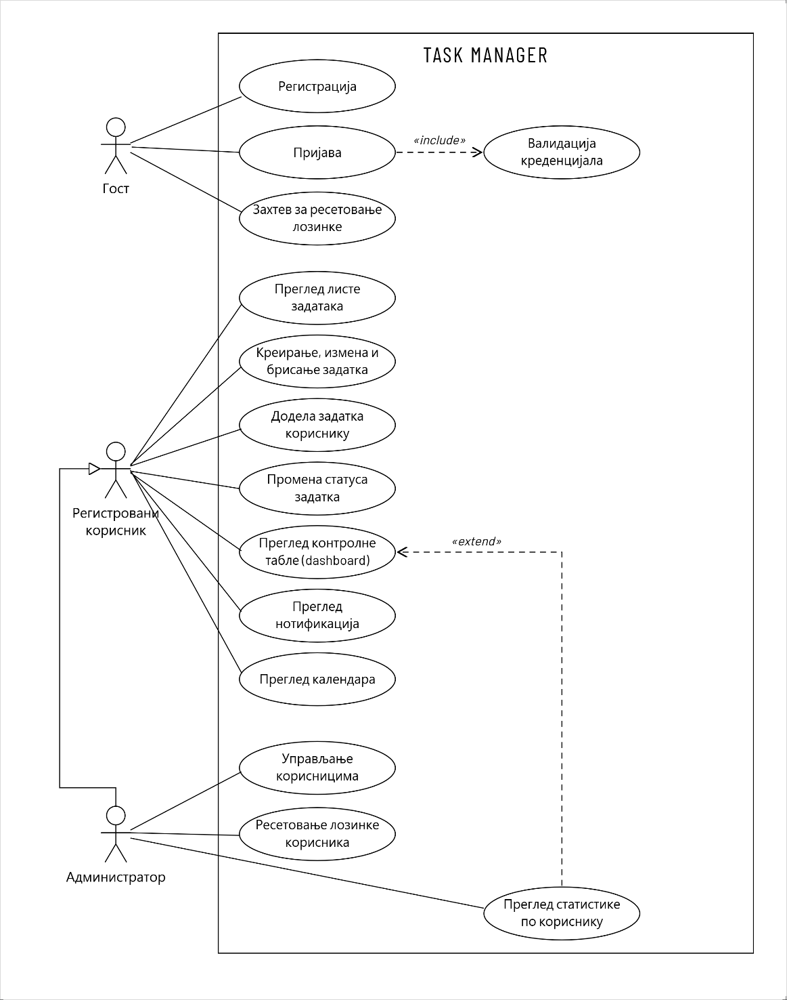 TASK MANAGER
Регистрација
Пријава
«include»
Валидација
креденцијала
Гост
Захтев за ресетовање
лозинке
Преглед листе
задатака
Креирање, измена и
брисање задатка
Додела задатка
кориснику
Регистровани
корисник
Промена статуса
задатка
Преглед контролне
табле (dashboard)
«extend»
Преглед
нотификација
Преглед календара
Управљање
корисницима
Ресетовање лозинке
корисника
Администратор
Преглед статистике
по кориснику